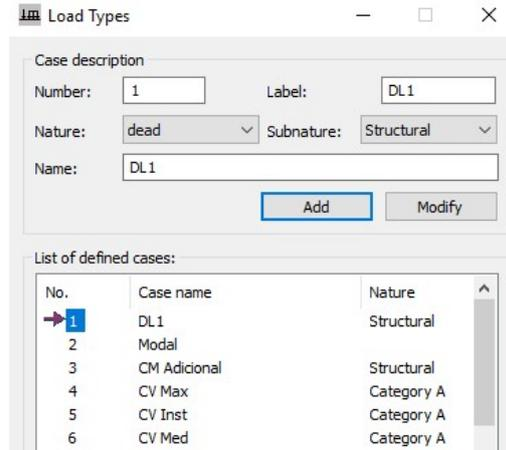 Load Types
Case description
Number: 1 Label: DL1
Nature: dead Subnature: Structural
Name: DL1
Add Modify
List of defined cases:
No. Case name Nature
1 DL1 Structural
2 Modal
3 CM Adicional Structural
4 CV Max Category A
5 CV Inst Category A
6 CV Med Category A